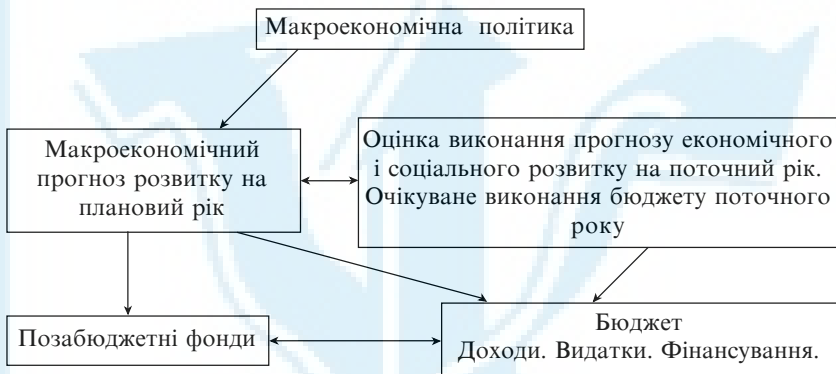 Макроекономічна політика
Макроекономічний
прогноз розвитку на
плановий рік
Оцінка виконання прогнозу економічного
і соціального розвитку на поточний рік.
Очікуване виконання бюджету поточного
року
Позабюджетні фонди
Бюджет
Доходи. Видатки. Фінансування.